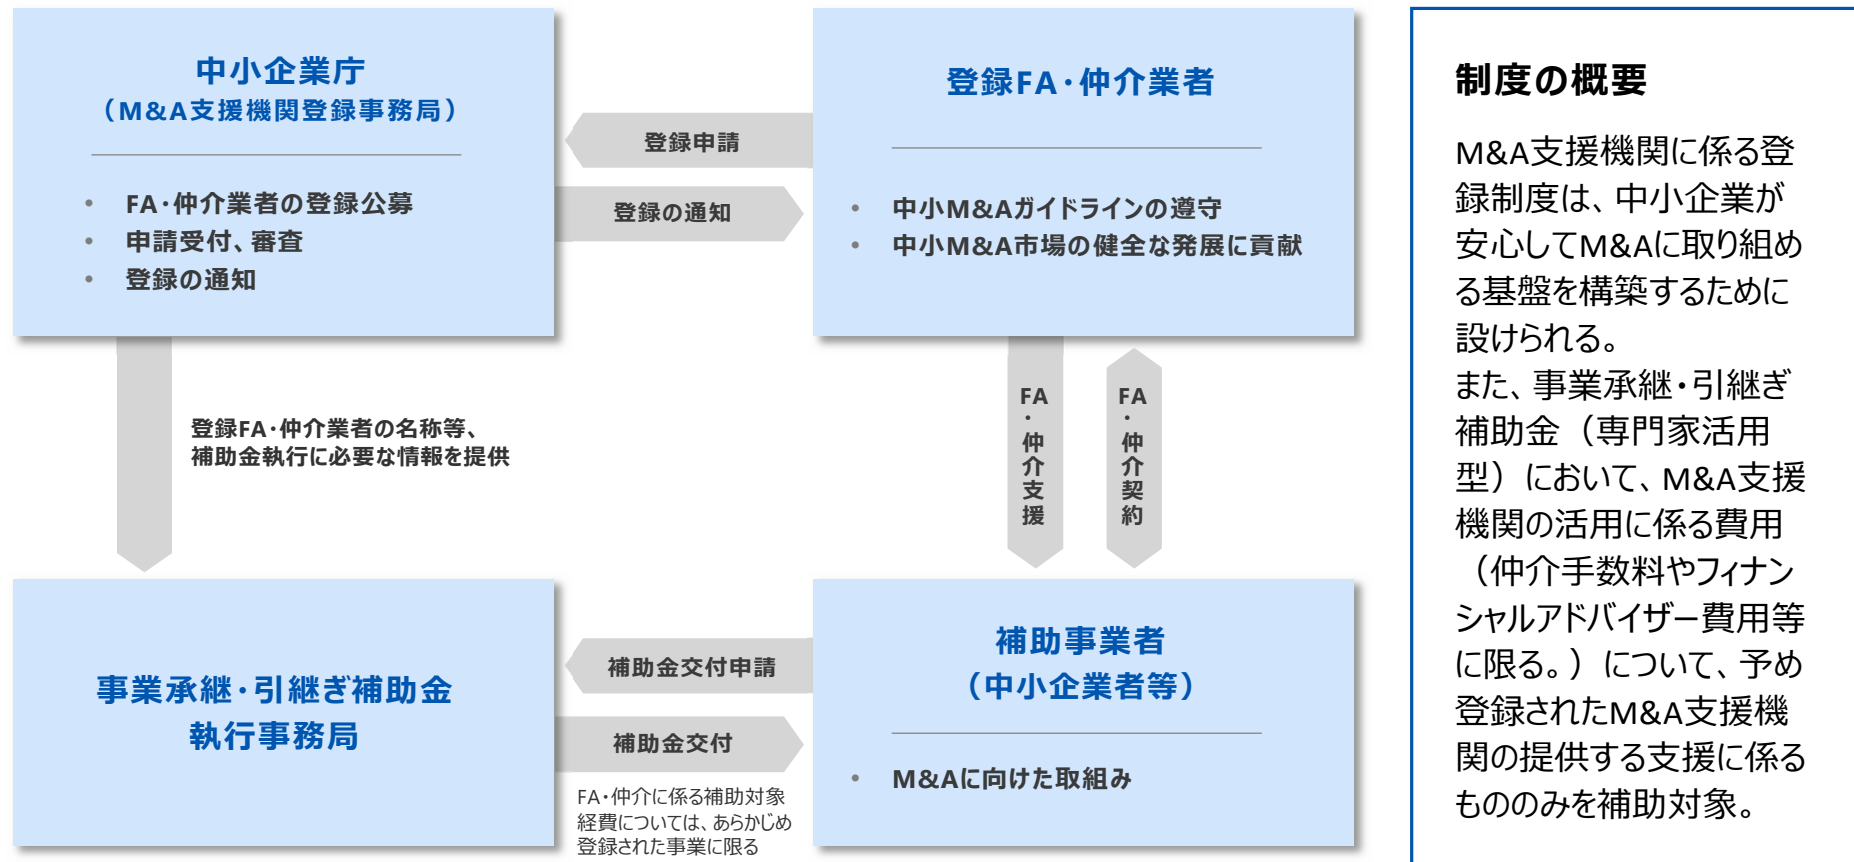 中小企業庁
（M&A支援機関登録事務局）
• FA・仲介業者の登録公募
• 申請受付、審査
• 登録の通知
登録申請
登録の通知
登録FA・仲介業者
• 中小M&Aガイドラインの遵守
• 中小M&A市場の健全な発展に貢献
登録FA・仲介業者の名称等、
補助金執行に必要な情報を提供
FA・仲介支援
FA・仲介契約
事業承継・引継ぎ補助金
執行事務局
補助金交付申請
補助金交付
FA・仲介に係る補助対象
経費については、あらかじめ
登録された事業に限る
補助事業者
（中小企業者等）
• M&Aに向けた取組み
制度の概要
M&A支援機関に係る登
録制度は、中小企業が
安心してM&Aに取り組め
る基盤を構築するために
設けられる。
また、事業承継・引継ぎ
補助金（専門家活用
型）において、M&A支援
機関の活用に係る費用
（仲介手数料やフィナン
シャルアドバイザー費用等
に限る。）について、予め
登録されたM&A支援機
関の提供する支援に係る
もののみを補助対象。